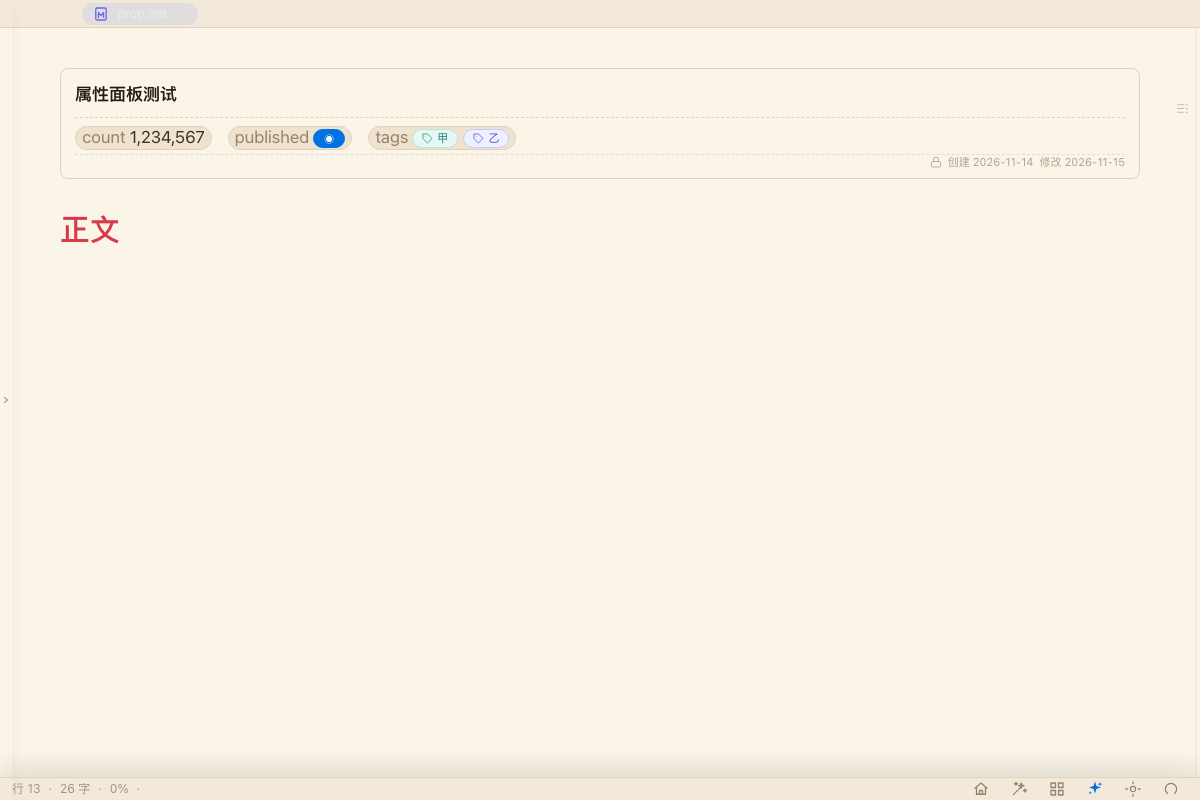 prop.md
属性面板测试
count 1,234,567 published tags 甲 乙
创建 2026-11-14 修改 2026-11-15
正文
行 13 · 26 字 · 0% ·